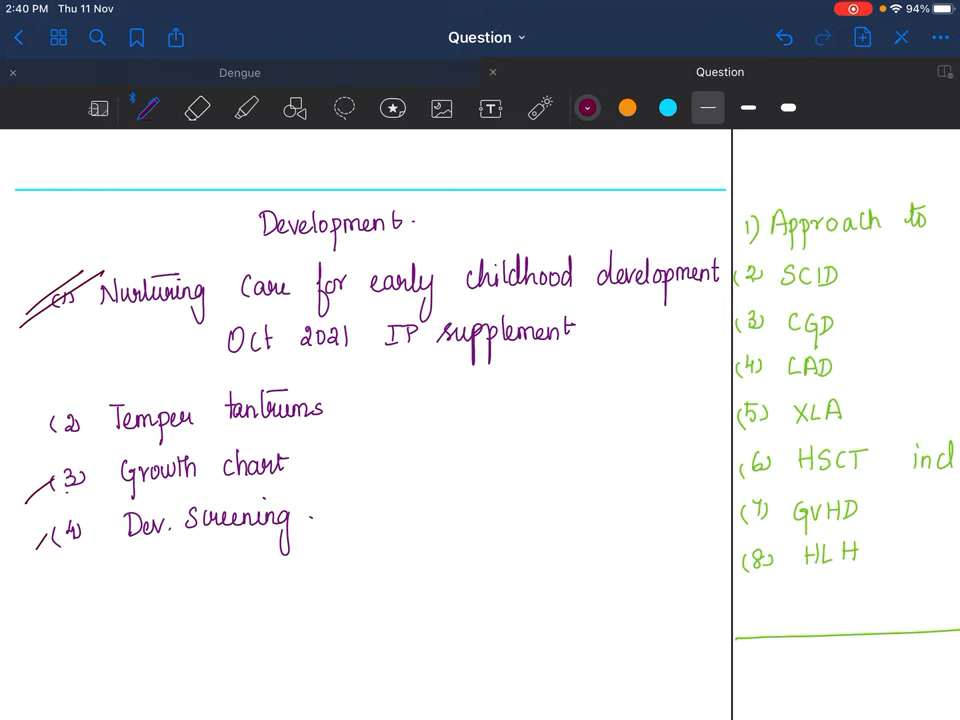 2:40 PM Thu 11 Nov
94%
Question
Dengue
Question
Development.
(1) Nurturing Care for early childhood development
Oct 2021 IP supplement
(2) Temper tantrums
(3) Growth chart
(4) Dev. Screening.
1) Approach to
(2) SCID
(3) CGD
(4) LAD
(5) XLA
(6) HSCT incl
(7) GVHD
(8) HLH